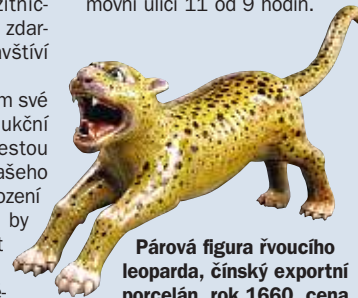 movní ulici 11 od 9 hodin.
zdar-
vštíví
m své
ukční
estou
ašeho
ození
by
Párová figura řvoucího
leoparda, čínský exportní
porcelán, rok 1660, cena